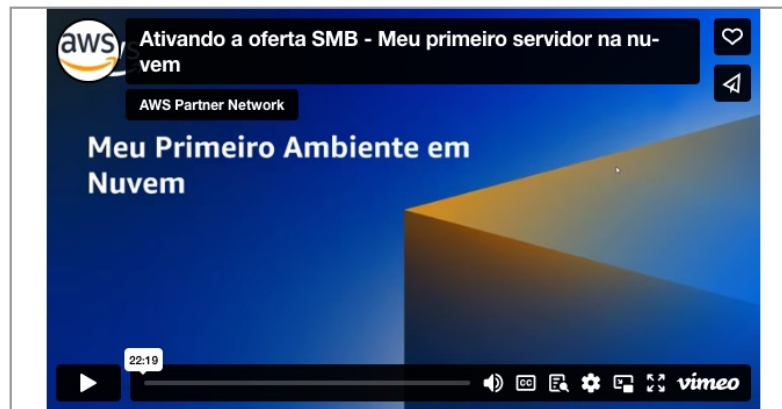 aws
Ativando a oferta SMB - Meu primeiro servidor na nu-
vem
AWS Partner Network
Meu Primeiro Ambiente em
Nuvem
22:19
CC
vimeo